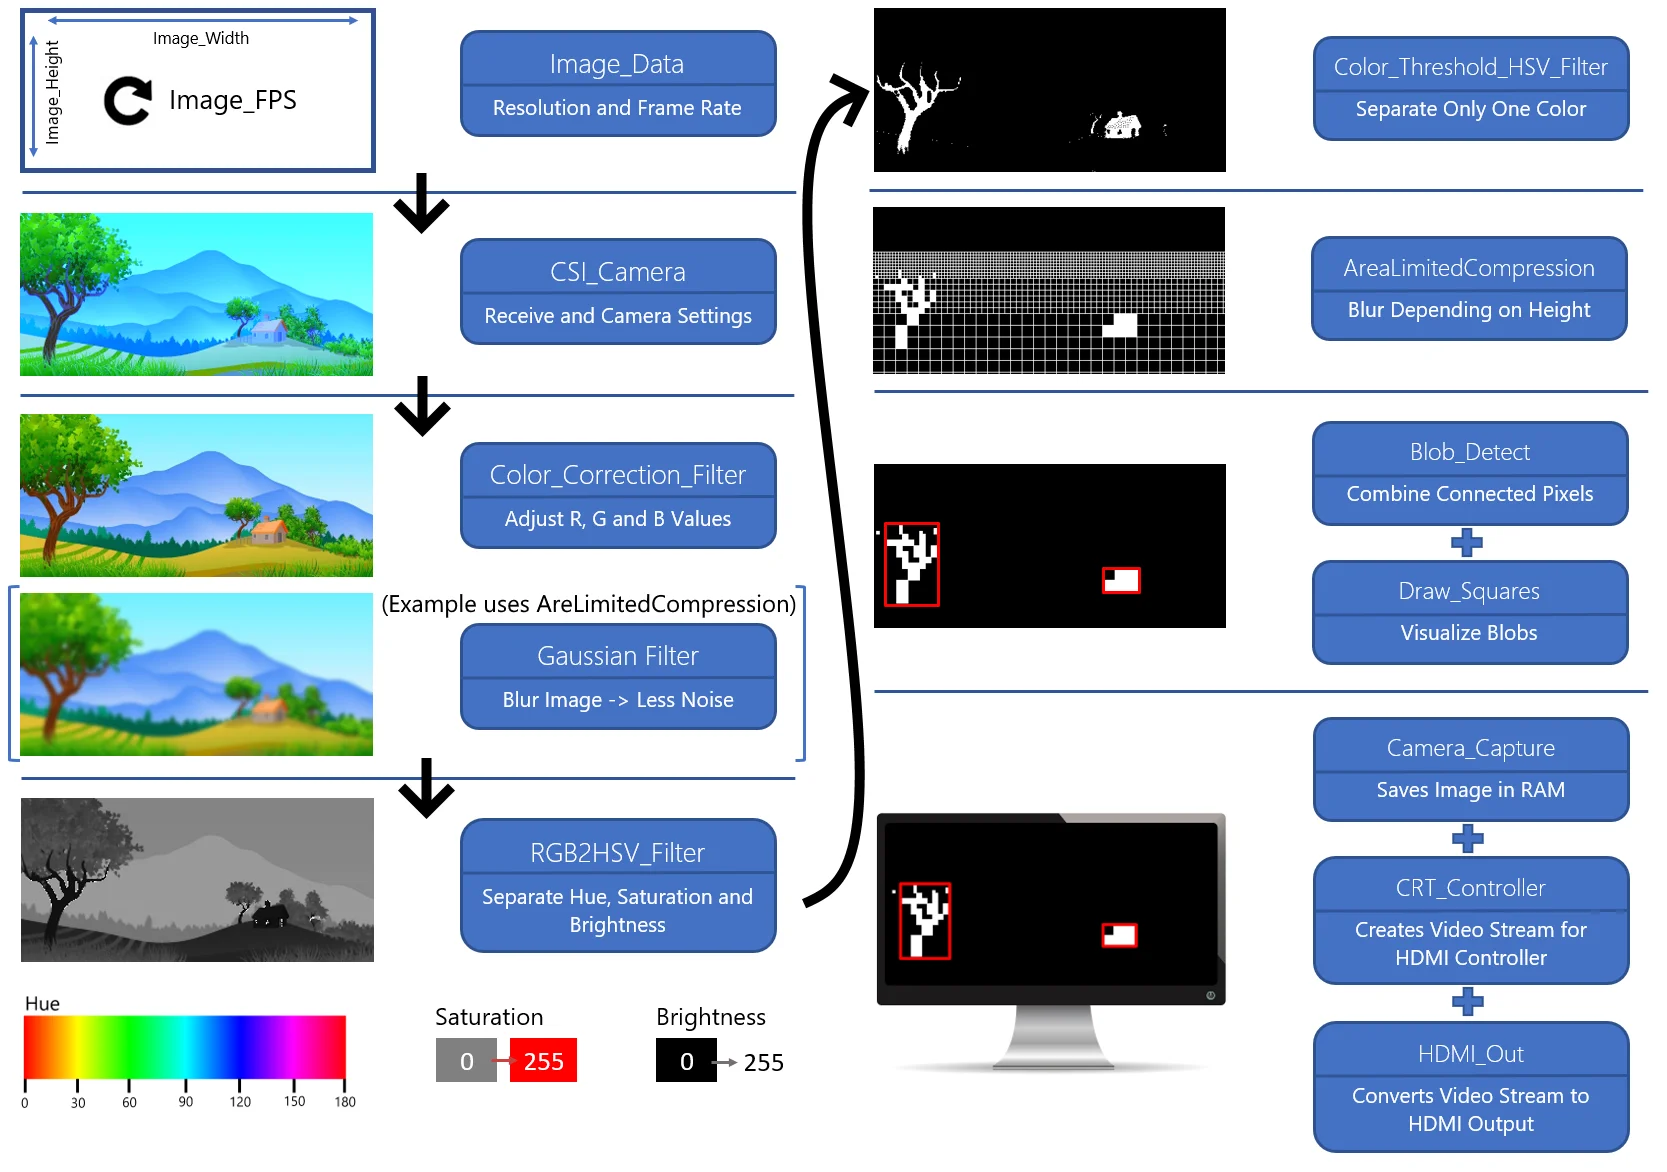 Image_Width
Image_Height
Image_FPS
Image_Data
Resolution and Frame Rate
CSI_Camera
Receive and Camera Settings
Color_Correction_Filter
Adjust R, G and B Values
(Example uses AreLimitedCompression)
Gaussian Filter
Blur Image -> Less Noise
RGB2HSV_Filter
Separate Hue, Saturation and
Brightness
Hue
0 30 60 90 120 150 180
Saturation
0 255
Brightness
0 255
Color_Threshold_HSV_Filter
Separate Only One Color
AreaLimitedCompression
Blur Depending on Height
Blob_Detect
Combine Connected Pixels
Draw_Squares
Visualize Blobs
Camera_Capture
Saves Image in RAM
CRT_Controller
Creates Video Stream for
HDMI Controller
HDMI_Out
Converts Video Stream to
HDMI Output